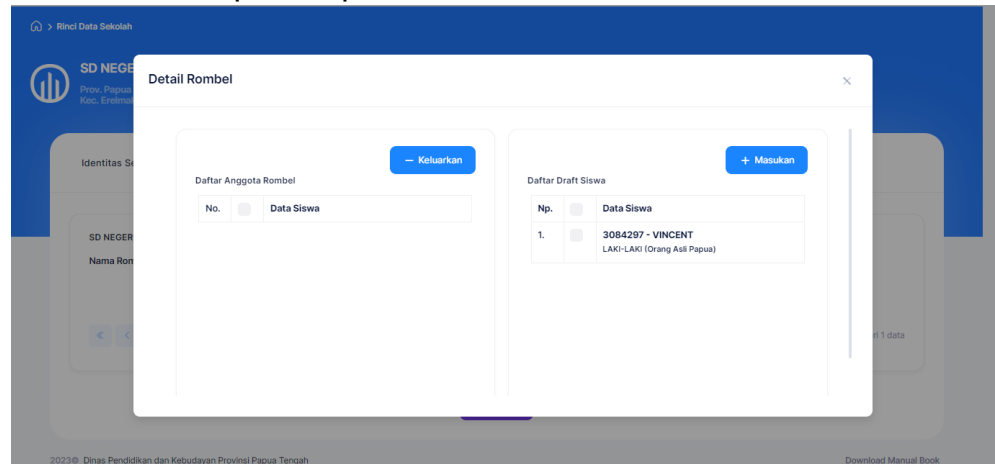 Rinci Data Sekolah
SD NEGE
Prov. Papua
Kec. Erelmak
Detail Rombel
Identitas Se
− Keluarkan
Daftar Anggota Rombel
No. Data Siswa
+ Masukan
Daftar Draft Siswa
Np. Data Siswa
1. 3084297 - VINCENT
LAKI-LAKI (Orang Asli Papua)
SD NEGER
Nama Rom
ri 1 data
2023© Dinas Pendidikan dan Kebudayan Provinsi Papua Tengah
Download Manual Book